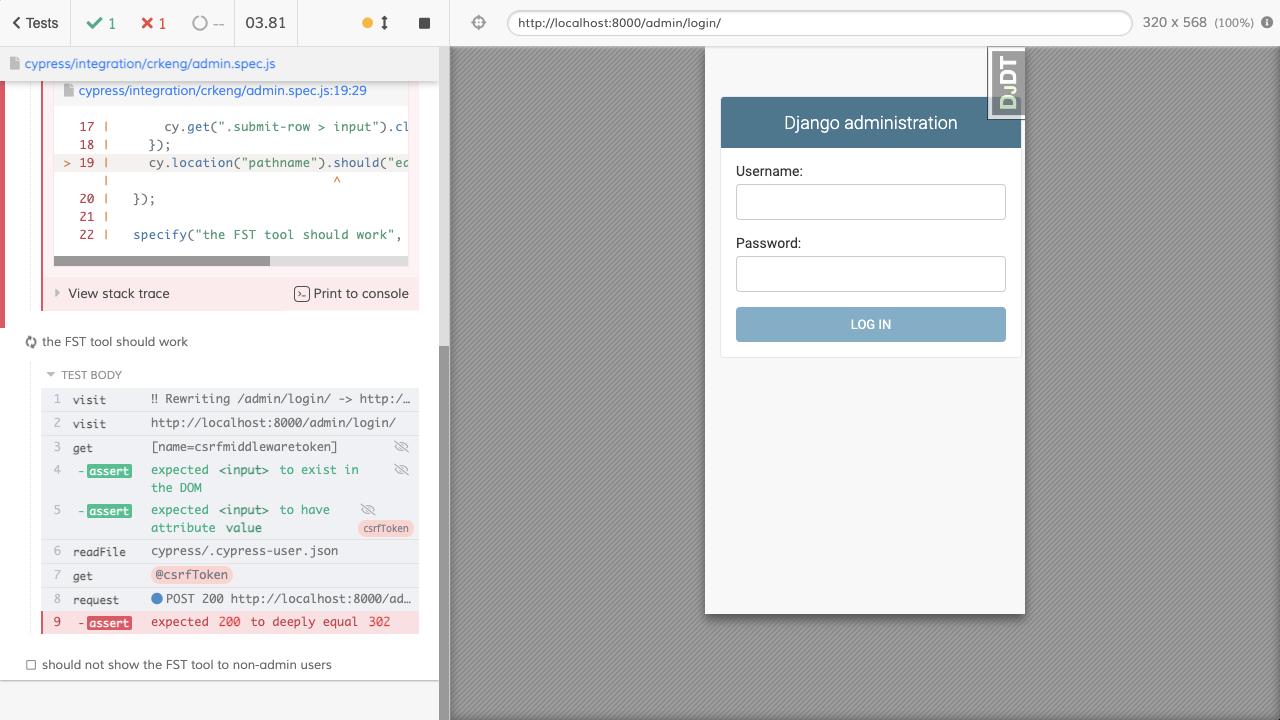 Tests
1
1
--
03.81
http://localhost:8000/admin/login/
320 x 568 (100%)
cypress/integration/crkeng/admin.spec.js
cypress/integration/crkeng/admin.spec.js:19:29
17 | cy.get(".submit-row > input").cl
18 | });
> 19 | cy.location("pathname").should("eq
| ^
20 | });
21 |
22 | specify("the FST tool should work",
View stack trace
Print to console
the FST tool should work
TEST BODY
1 visit !! Rewriting /admin/login/ -> http:/…
2 visit http://localhost:8000/admin/login/
3 get [name=csrfmiddlewaretoken]
4 -assert expected <input> to exist in
the DOM
5 -assert expected <input> to have
attribute value csrfToken
6 readFile cypress/.cypress-user.json
7 get @csrfToken
8 request POST 200 http://localhost:8000/ad…
9 -assert expected 200 to deeply equal 302
should not show the FST tool to non-admin users
DJDT
Django administration
Username:
Password:
LOG IN